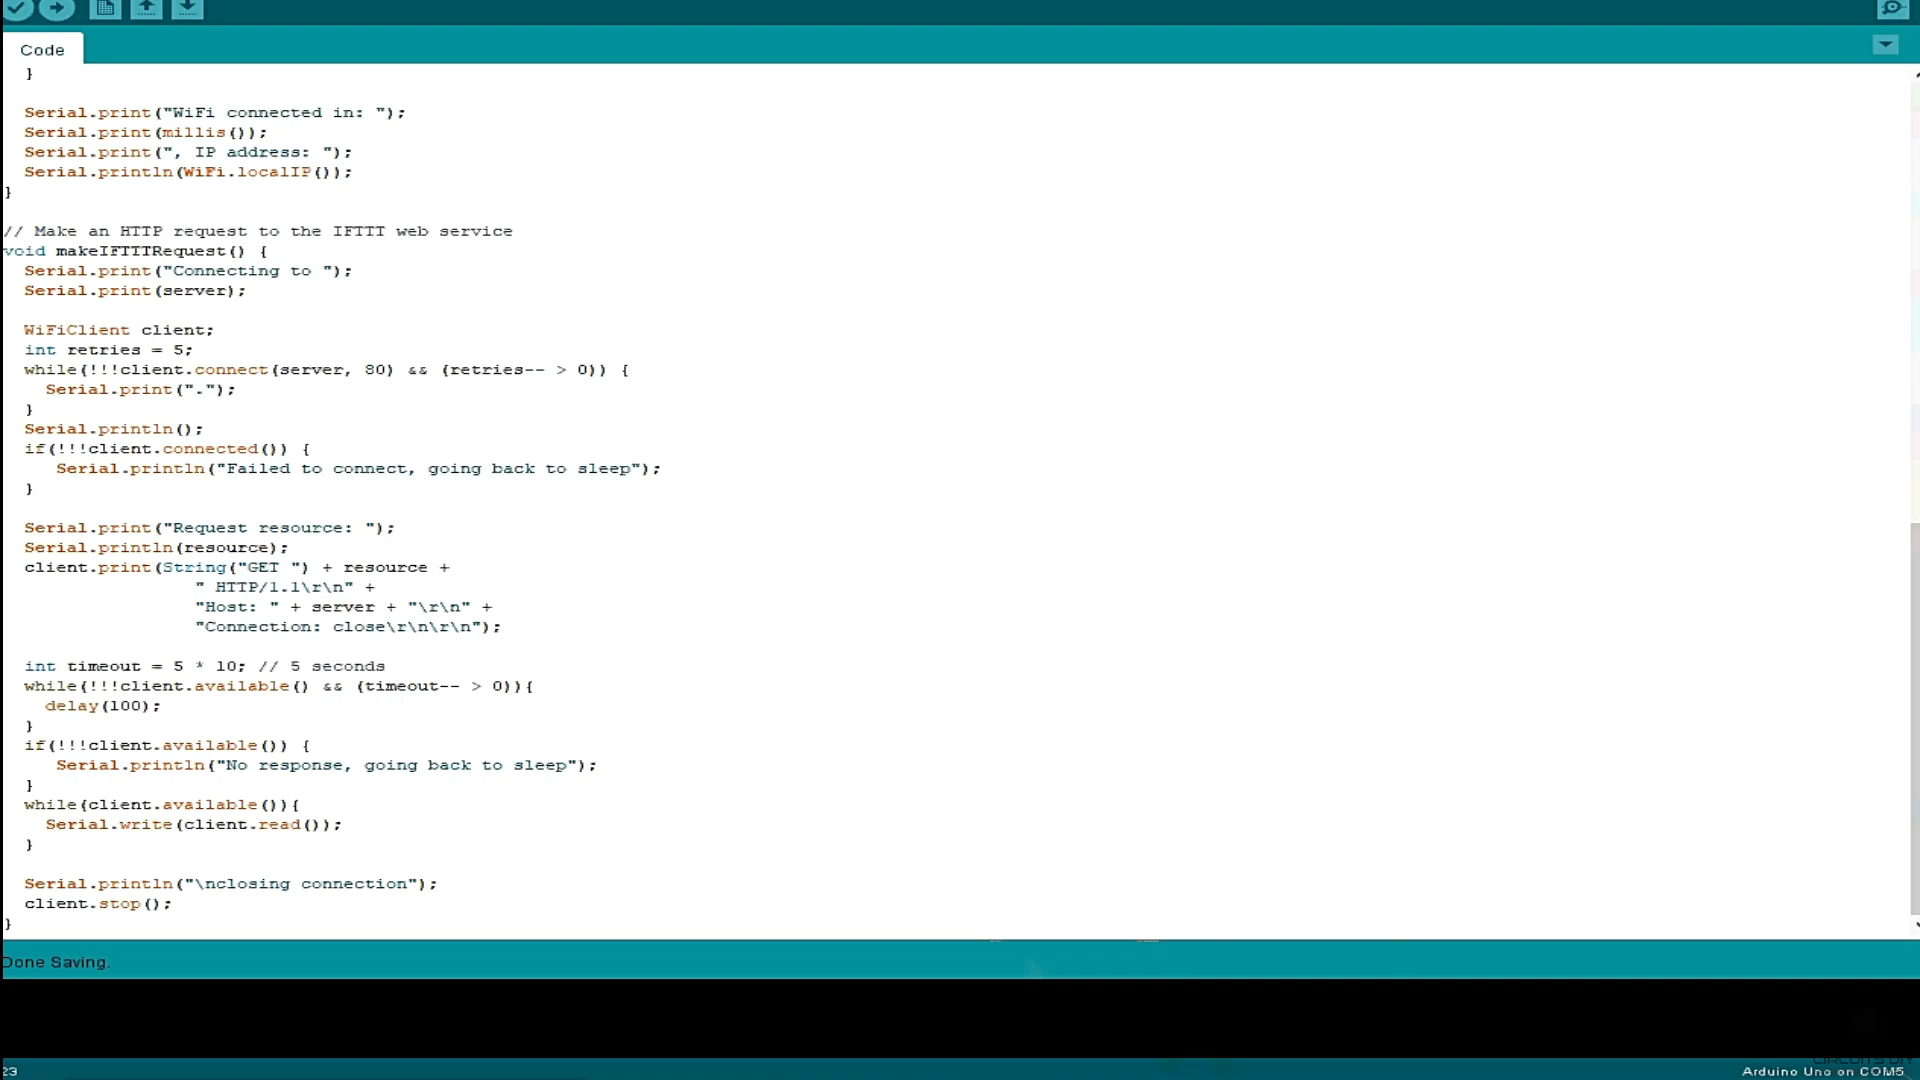 Code
  }

  Serial.print("WiFi connected in: ");
  Serial.print(millis());
  Serial.print(", IP address: ");
  Serial.println(WiFi.localIP());
}

// Make an HTTP request to the IFTTT web service
void makeIFTTTRequest() {
  Serial.print("Connecting to ");
  Serial.print(server);

  WiFiClient client;
  int retries = 5;
  while(!!!client.connect(server, 80) && (retries-- > 0)) {
    Serial.print(".");
  }
  Serial.println();
  if(!!!client.connected()) {
     Serial.println("Failed to connect, going back to sleep");
  }

  Serial.print("Request resource: ");
  Serial.println(resource);
  client.print(String("GET ") + resource +
                  " HTTP/1.1\r\n" +
                  "Host: " + server + "\r\n" +
                  "Connection: close\r\n\r\n");

  int timeout = 5 * 10; // 5 seconds
  while(!!!client.available() && (timeout-- > 0)){
    delay(100);
  }
  if(!!!client.available()) {
     Serial.println("No response, going back to sleep");
  }
  while(client.available()){
    Serial.write(client.read());
  }

  Serial.println("\nclosing connection");
  client.stop();
}
Done Saving.
23
Arduino Uno on COM5